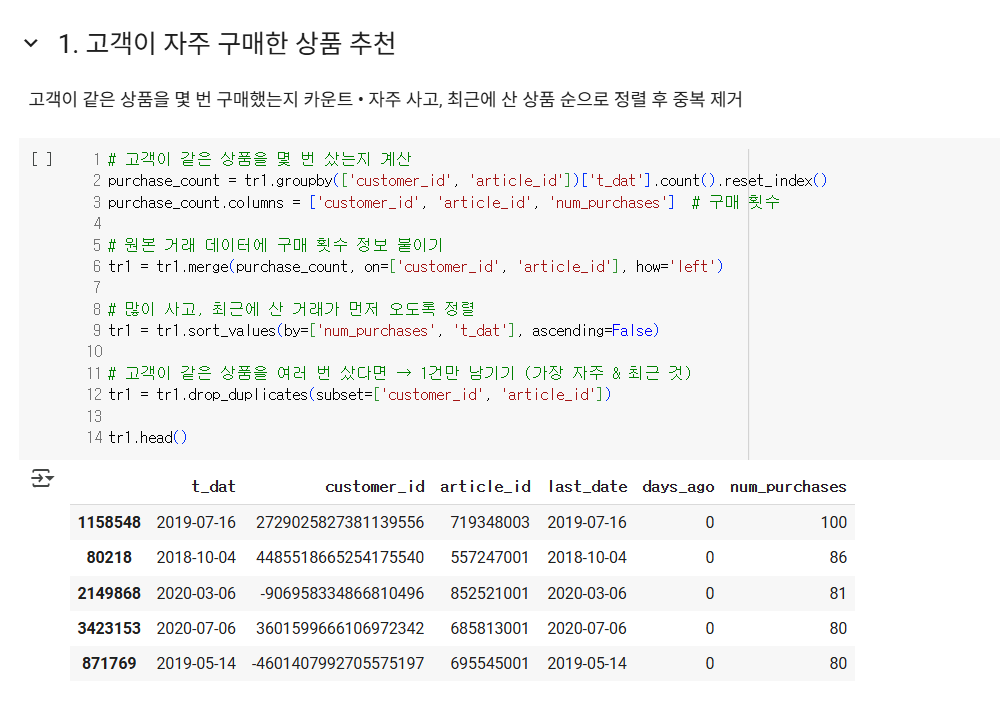 1. 고객이 자주 구매한 상품 추천
고객이 같은 상품을 몇 번 구매했는지 카운트 • 자주 사고, 최근에 산 상품 순으로 정렬 후 중복 제거
[ ]
1 # 고객이 같은 상품을 몇 번 샀는지 계산
2 purchase_count = tr1.groupby(['customer_id', 'article_id'])['t_dat'].count().reset_index()
3 purchase_count.columns = ['customer_id', 'article_id', 'num_purchases']  # 구매 횟수
4
5 # 원본 거래 데이터에 구매 횟수 정보 붙이기
6 tr1 = tr1.merge(purchase_count, on=['customer_id', 'article_id'], how='left')
7
8 # 많이 사고, 최근에 산 거래가 먼저 오도록 정렬
9 tr1 = tr1.sort_values(by=['num_purchases', 't_dat'], ascending=False)
10
11 # 고객이 같은 상품을 여러 번 샀다면 → 1건만 남기기 (가장 자주 & 최근 것)
12 tr1 = tr1.drop_duplicates(subset=['customer_id', 'article_id'])
13
14 tr1.head()
t_dat customer_id article_id last_date days_ago num_purchases
1158548 2019-07-16 2729025827381139556 719348003 2019-07-16 0 100
80218 2018-10-04 4485518665254175540 557247001 2018-10-04 0 86
2149868 2020-03-06 -906958334866810496 852521001 2020-03-06 0 81
3423153 2020-07-06 3601599666106972342 685813001 2020-07-06 0 80
871769 2019-05-14 -4601407992705575197 695545001 2019-05-14 0 80